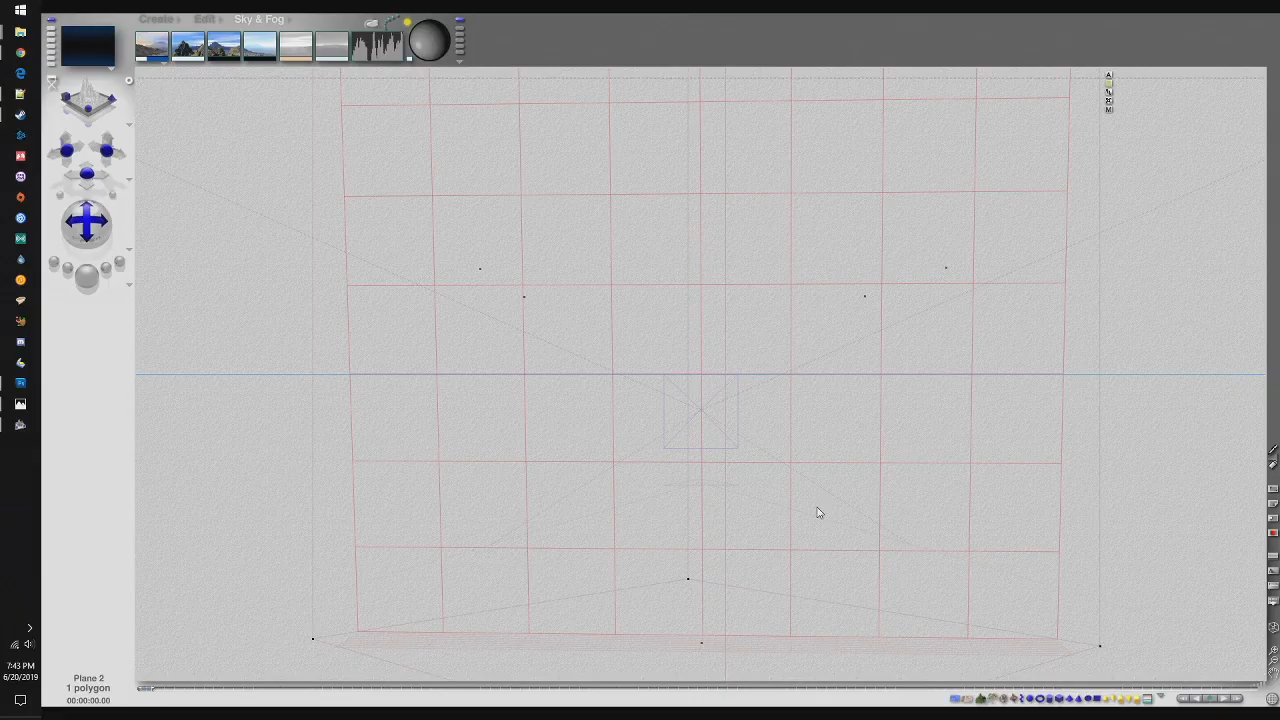 Create
Edit
Sky & Fog
A
M
7:43 PM
6/20/2019
Plane 2
1 polygon
00:00:00.00